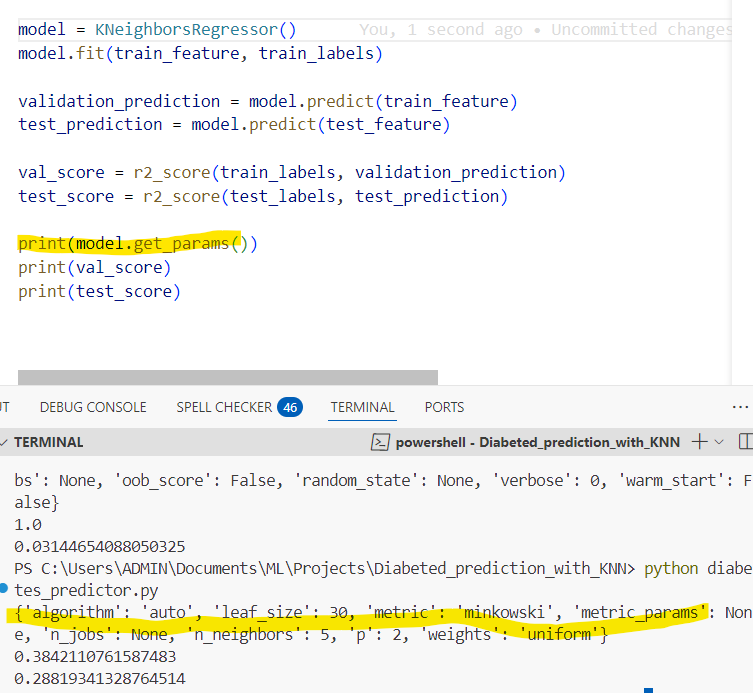 model = KNeighborsRegressor() You, 1 second ago • Uncommitted changes
model.fit(train_feature, train_labels)
validation_prediction = model.predict(train_feature)
test_prediction = model.predict(test_feature)
val_score = r2_score(train_labels, validation_prediction)
test_score = r2_score(test_labels, test_prediction)
print(model.get_params())
print(val_score)
print(test_score)
UT DEBUG CONSOLE SPELL CHECKER 46 TERMINAL PORTS ...
TERMINAL powershell - Diabeted_prediction_with_KNN
bs': None, 'oob_score': False, 'random_state': None, 'verbose': 0, 'warm_start': F
alse}
1.0
0.03144654088050325
PS C:\Users\ADMIN\Documents\ML\Projects\Diabeted_prediction_with_KNN> python diabe
tes_predictor.py
{'algorithm': 'auto', 'leaf_size': 30, 'metric': 'minkowski', 'metric_params': Non
e, 'n_jobs': None, 'n_neighbors': 5, 'p': 2, 'weights': 'uniform'}
0.3842110761587483
0.28819341328764514